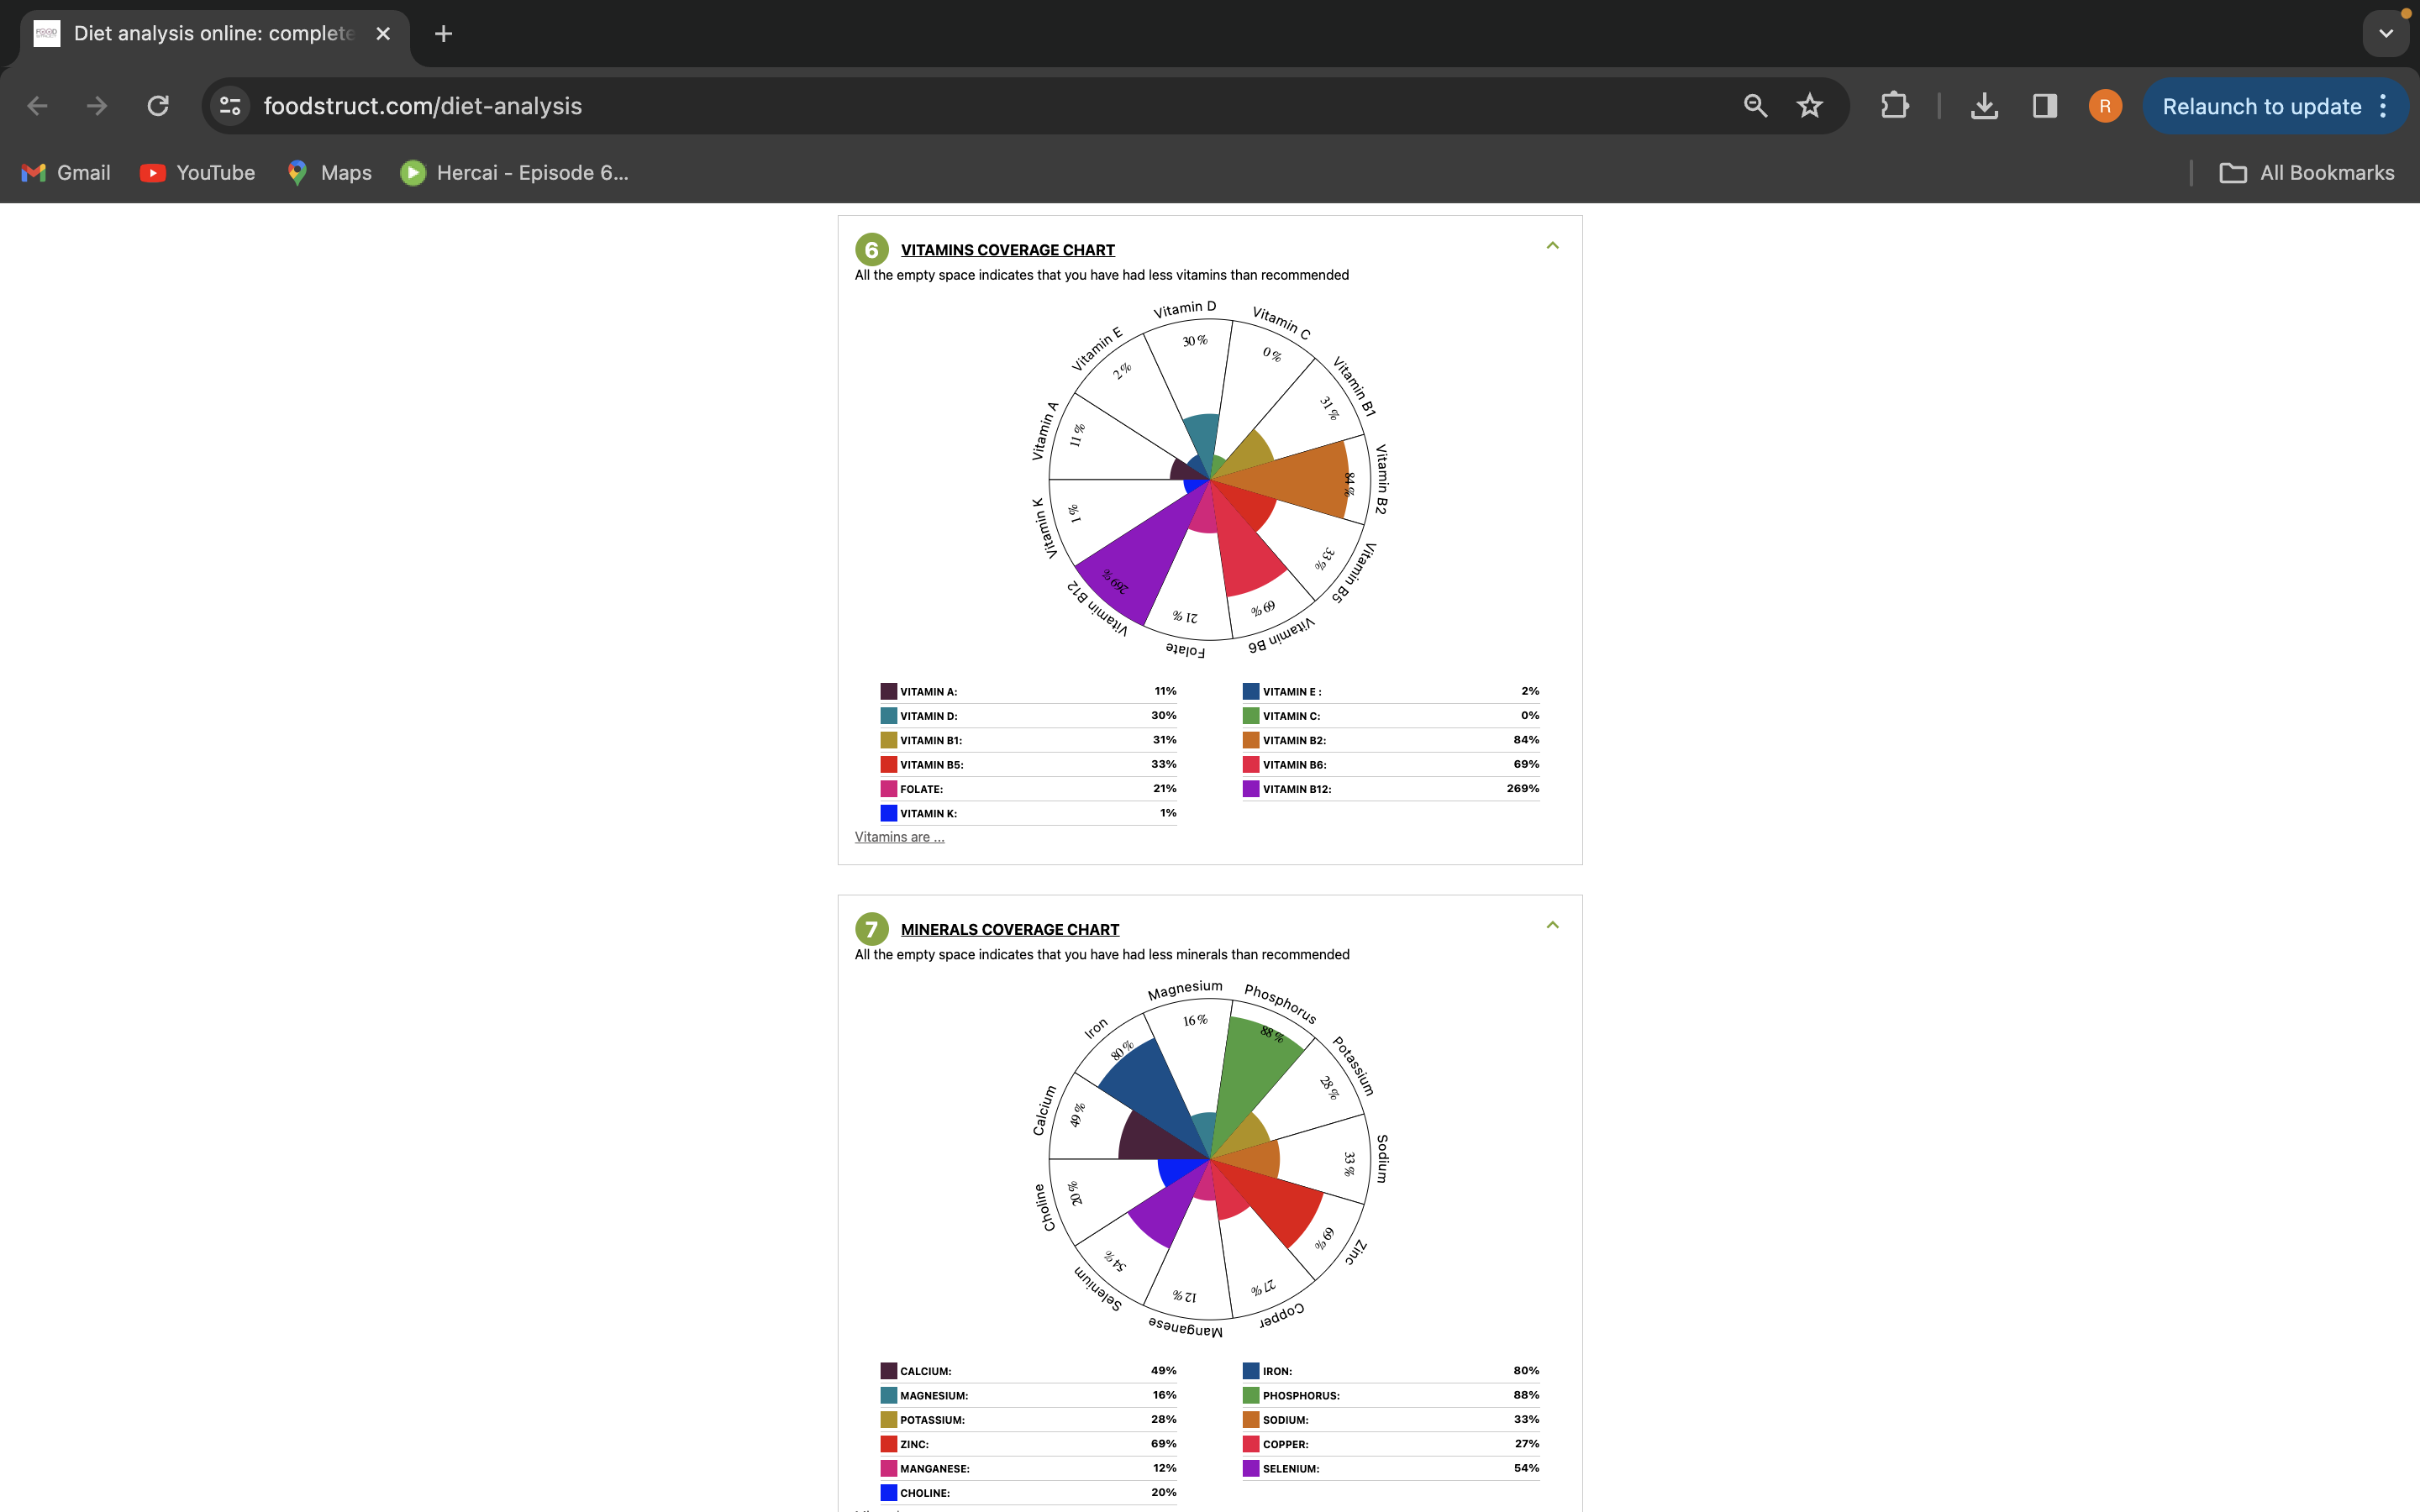 FOOD STRUCT
Diet analysis online: complete
foodstruct.com/diet-analysis
R
Relaunch to update
Gmail
YouTube
Maps
Hercai - Episode 6...
All Bookmarks
6 VITAMINS COVERAGE CHART
All the empty space indicates that you have had less vitamins than recommended
Vitamin A
11 %
Vitamin E
2 %
Vitamin D
30 %
Vitamin C
0 %
Vitamin B1
31 %
Vitamin B2
84 %
Vitamin B5
33 %
Vitamin B6
69 %
Folate
21 %
Vitamin B12
269 %
Vitamin K
1 %
VITAMIN A: 11%
VITAMIN E : 2%
VITAMIN D: 30%
VITAMIN C: 0%
VITAMIN B1: 31%
VITAMIN B2: 84%
VITAMIN B5: 33%
VITAMIN B6: 69%
FOLATE: 21%
VITAMIN B12: 269%
VITAMIN K: 1%
Vitamins are ...
7 MINERALS COVERAGE CHART
All the empty space indicates that you have had less minerals than recommended
Calcium
49 %
Iron
80 %
Magnesium
16 %
Phosphorus
88 %
Potassium
28 %
Sodium
33 %
Zinc
69 %
Copper
27 %
Manganese
12 %
Selenium
54 %
Choline
20 %
CALCIUM: 49%
IRON: 80%
MAGNESIUM: 16%
PHOSPHORUS: 88%
POTASSIUM: 28%
SODIUM: 33%
ZINC: 69%
COPPER: 27%
MANGANESE: 12%
SELENIUM: 54%
CHOLINE: 20%